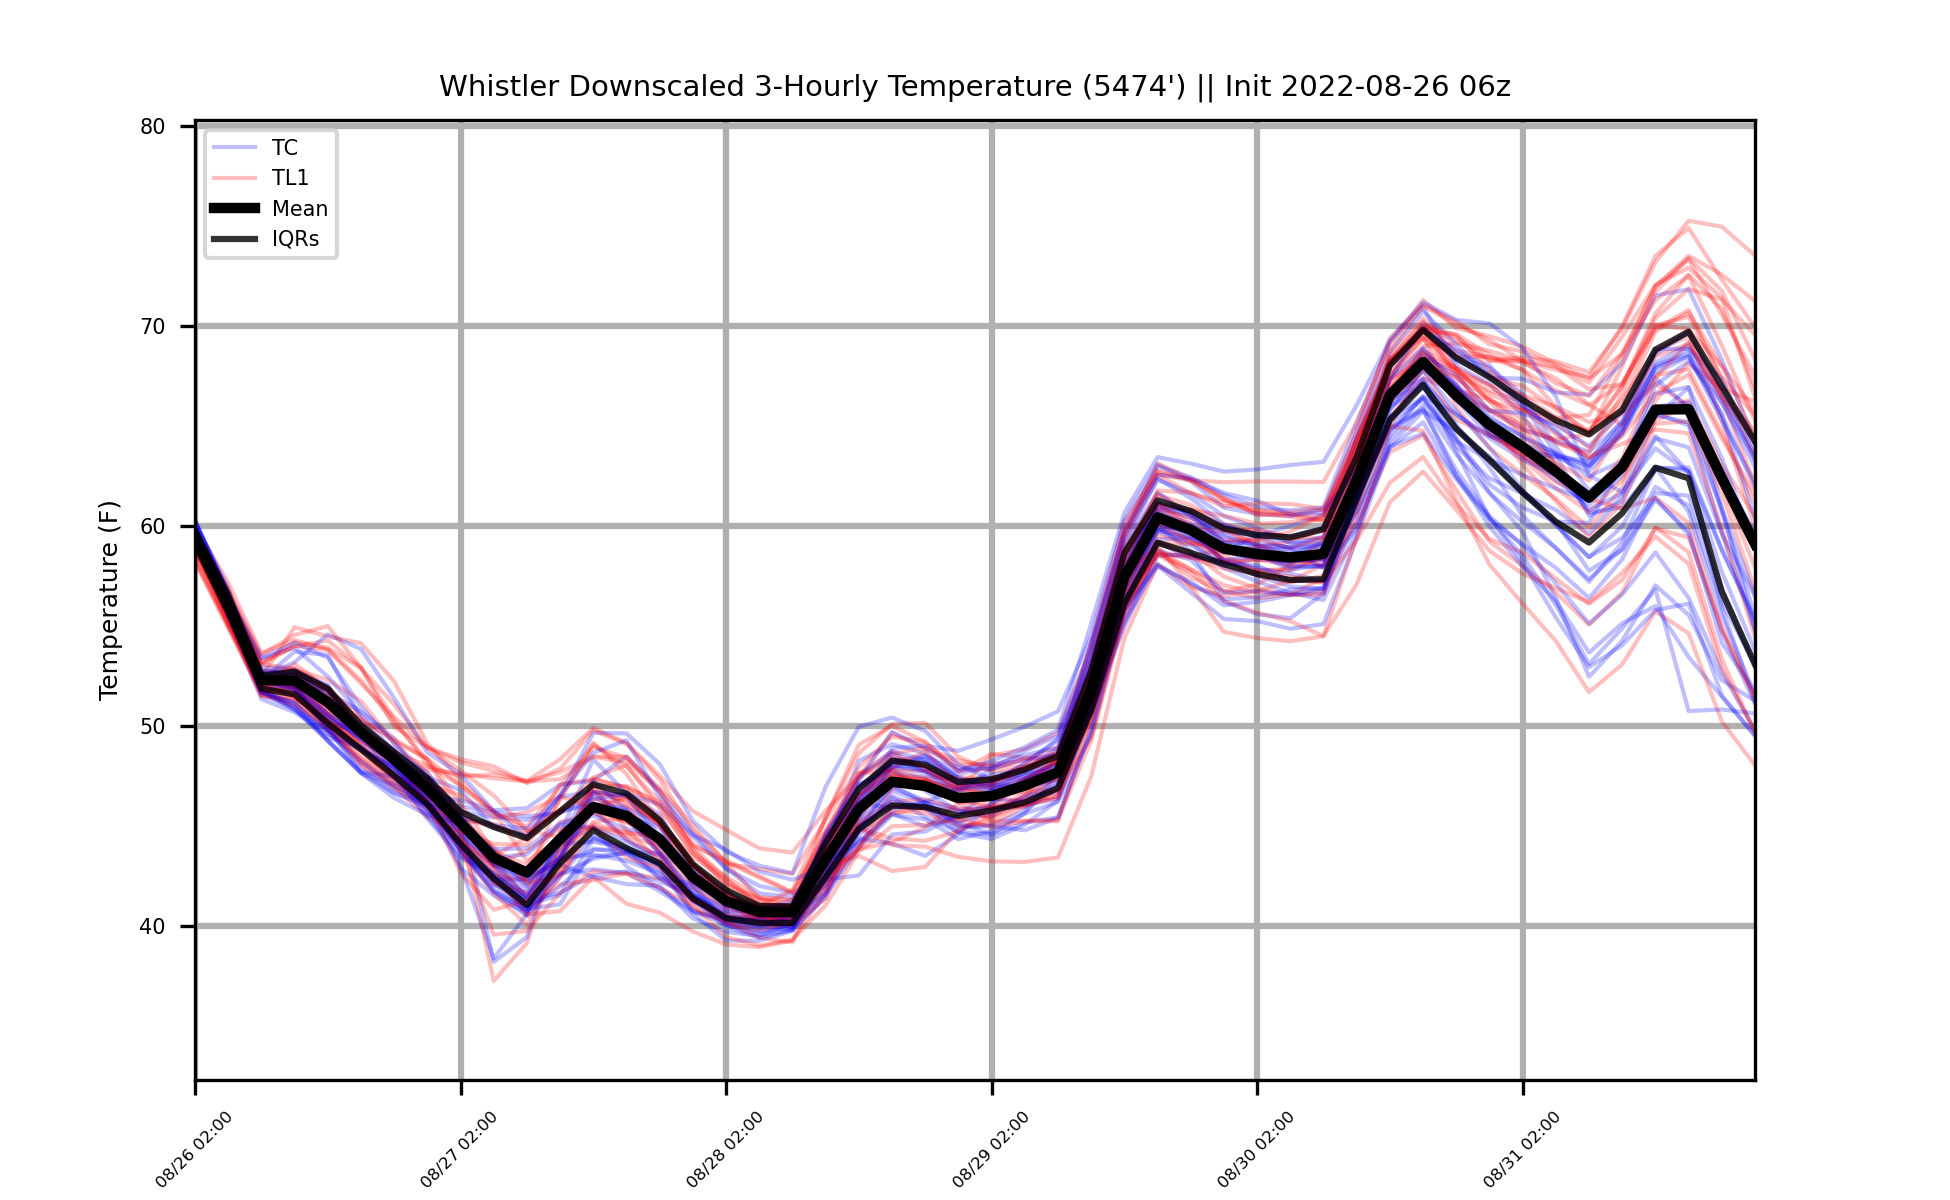 Whistler Downscaled 3-Hourly Temperature (5474') || Init 2022-08-26 06z
80
70
60
50
40
Temperature (F)
TC
TL1
Mean
IQRs
08/26 02:00
08/27 02:00
08/28 02:00
08/29 02:00
08/30 02:00
08/31 02:00